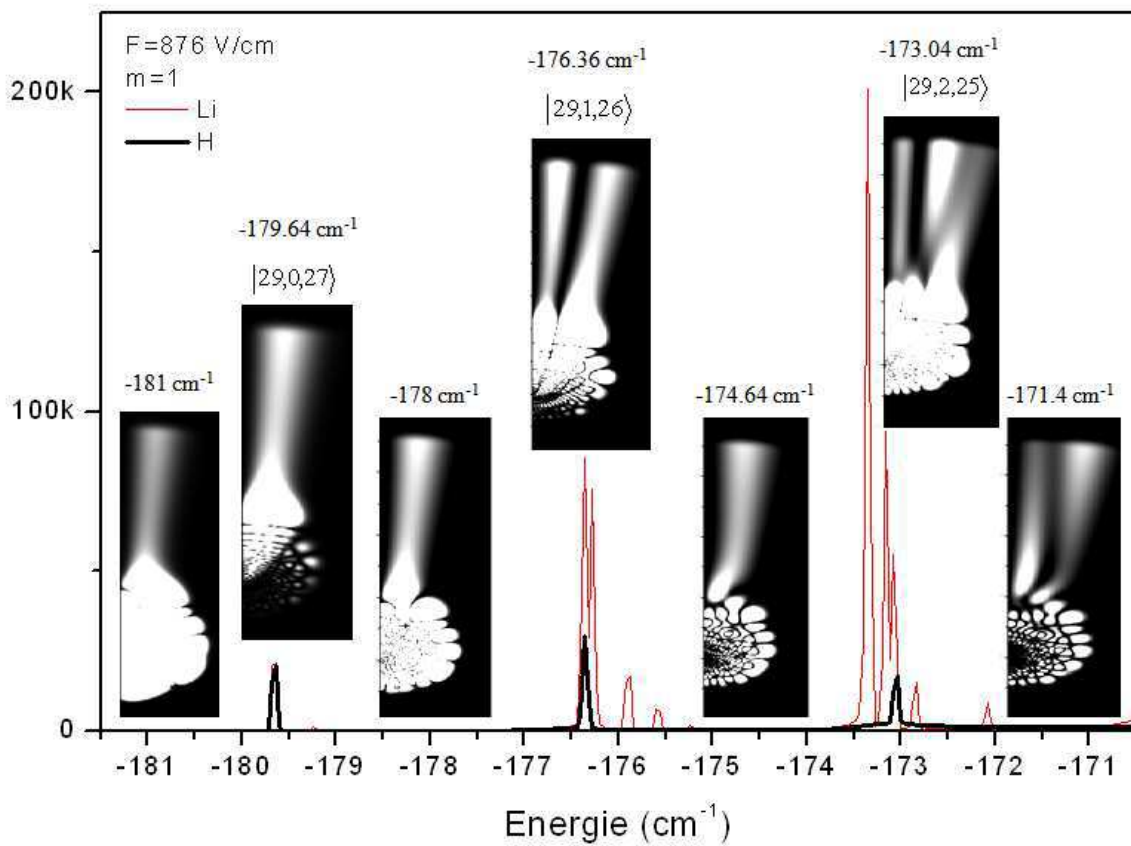 F=876 V/cm
m=1
Li
H
200k
100k
0
-181 cm⁻¹
-179.64 cm⁻¹
|29,0,27⟩
-178 cm⁻¹
-176.36 cm⁻¹
|29,1,26⟩
-174.64 cm⁻¹
-173.04 cm⁻¹
|29,2,25⟩
-171.4 cm⁻¹
-181 -180 -179 -178 -177 -176 -175 -174 -173 -172 -171
Energie (cm⁻¹)